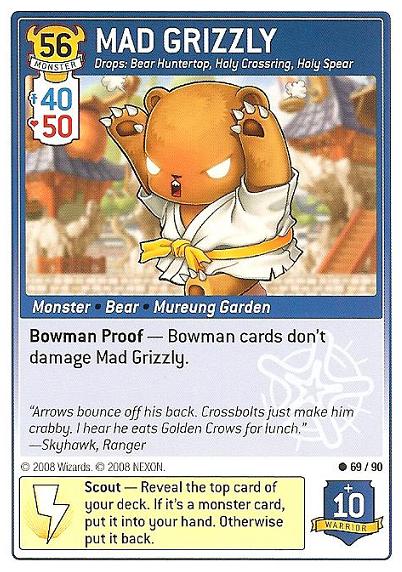 56 MAD GRIZZLY
MONSTER Drops: Bear Huntertop, Holy Crossring, Holy Spear
40
50
Monster • Bear • Mureung Garden
Bowman Proof — Bowman cards don't
damage Mad Grizzly.
"Arrows bounce off his back. Crossbolts just make him
crabby. I hear he eats Golden Crows for lunch."
—Skyhawk, Ranger
© 2008 Wizards. © 2008 NEXON. ● 69 / 90
Scout — Reveal the top card of
your deck. If it's a monster card,
put it into your hand. Otherwise
put it back.
+
10
WARRIOR